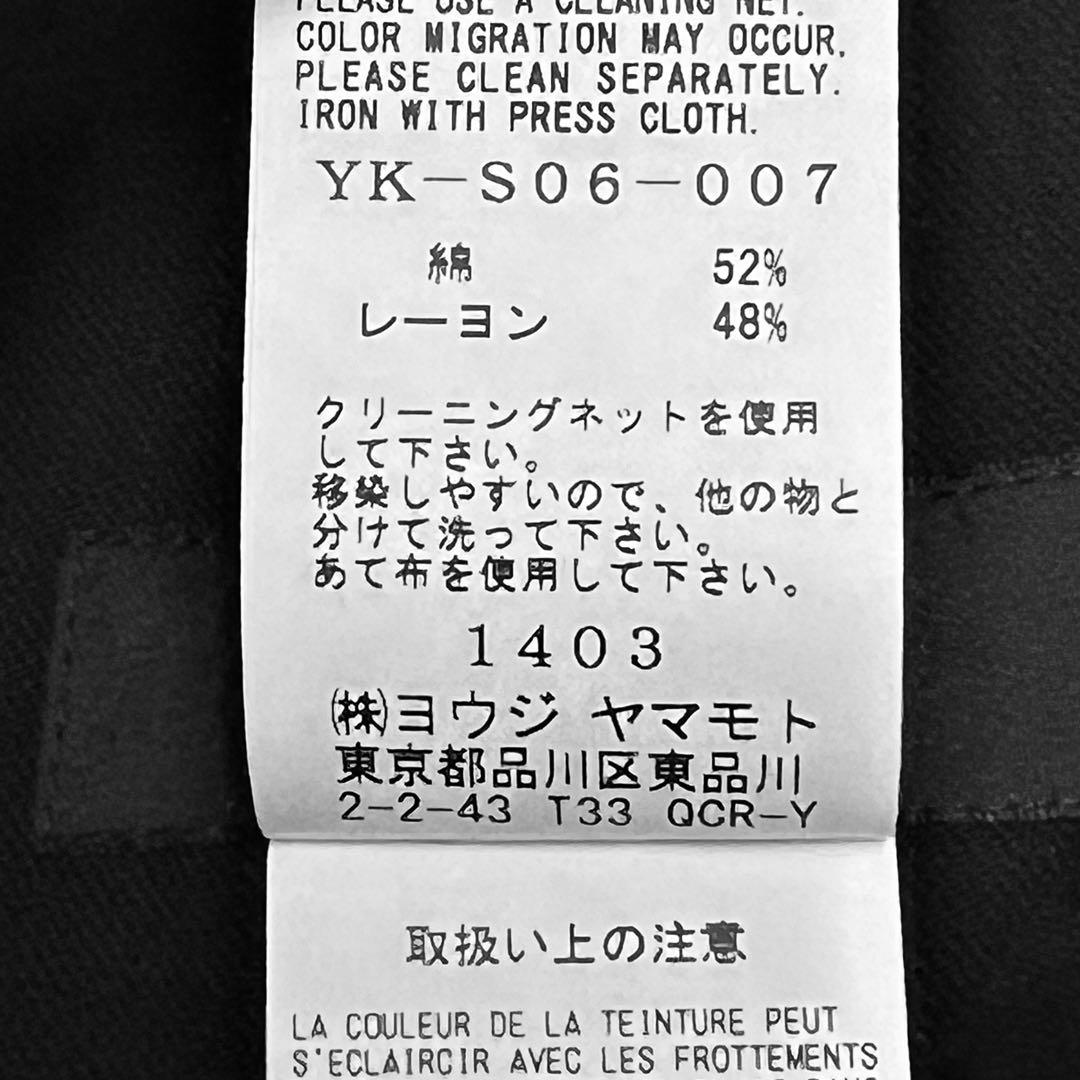 PLEASE USE A CLEANING NET.
COLOR MIGRATION MAY OCCUR.
PLEASE CLEAN SEPARATELY.
IRON WITH PRESS CLOTH.
YK-S06-007
綿 52%
レーヨン 48%
クリーニングネットを使用
して下さい。
移染しやすいので、他の物と
分けて洗って下さい。
あて布を使用して下さい。
1403
㈱ヨウジ ヤマモト
東京都品川区東品川
2-2-43 T33 QCR-Y
取扱い上の注意
LA COULEUR DE LA TEINTURE PEUT
S'ECLAIRCIR AVEC LES FROTTEMENTS